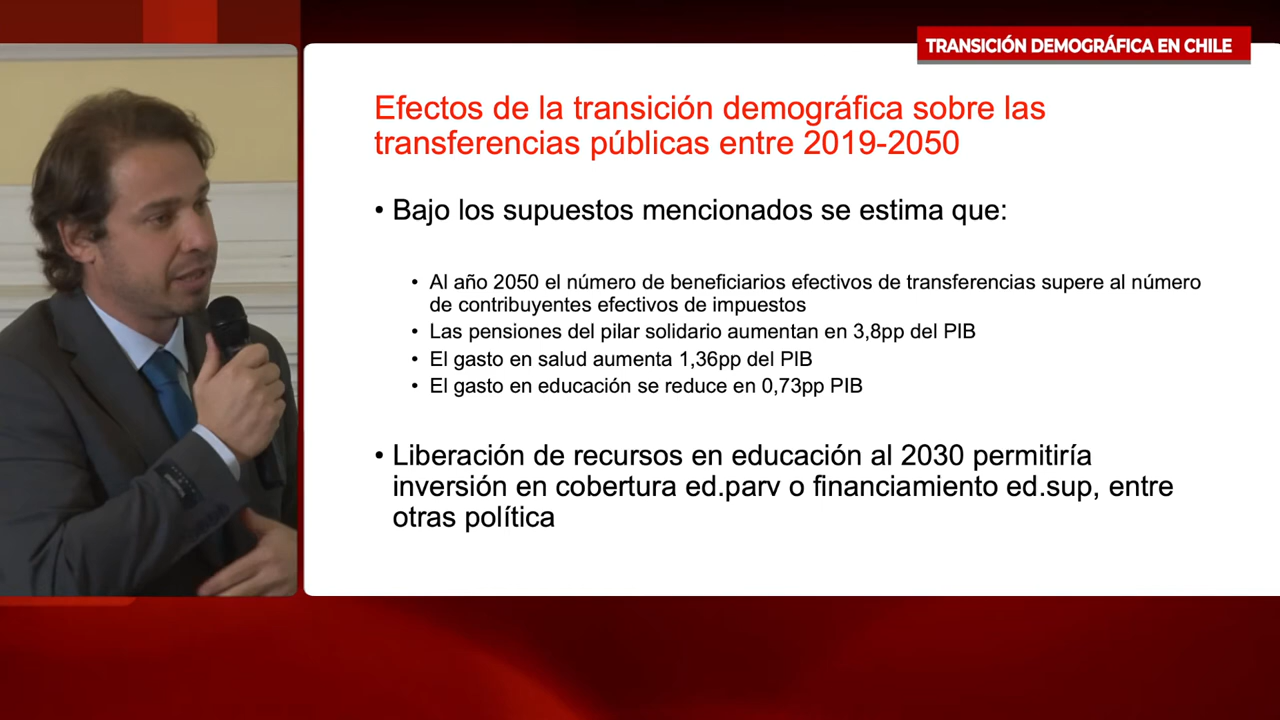 TRANSICIÓN DEMOGRÁFICA EN CHILE
Efectos de la transición demográfica sobre las
transferencias públicas entre 2019-2050
• Bajo los supuestos mencionados se estima que:
• Al año 2050 el número de beneficiarios efectivos de transferencias supere al número
de contribuyentes efectivos de impuestos
• Las pensiones del pilar solidario aumentan en 3,8pp del PIB
• El gasto en salud aumenta 1,36pp del PIB
• El gasto en educación se reduce en 0,73pp PIB
• Liberación de recursos en educación al 2030 permitiría
inversión en cobertura ed.parv o financiamiento ed.sup, entre
otras política